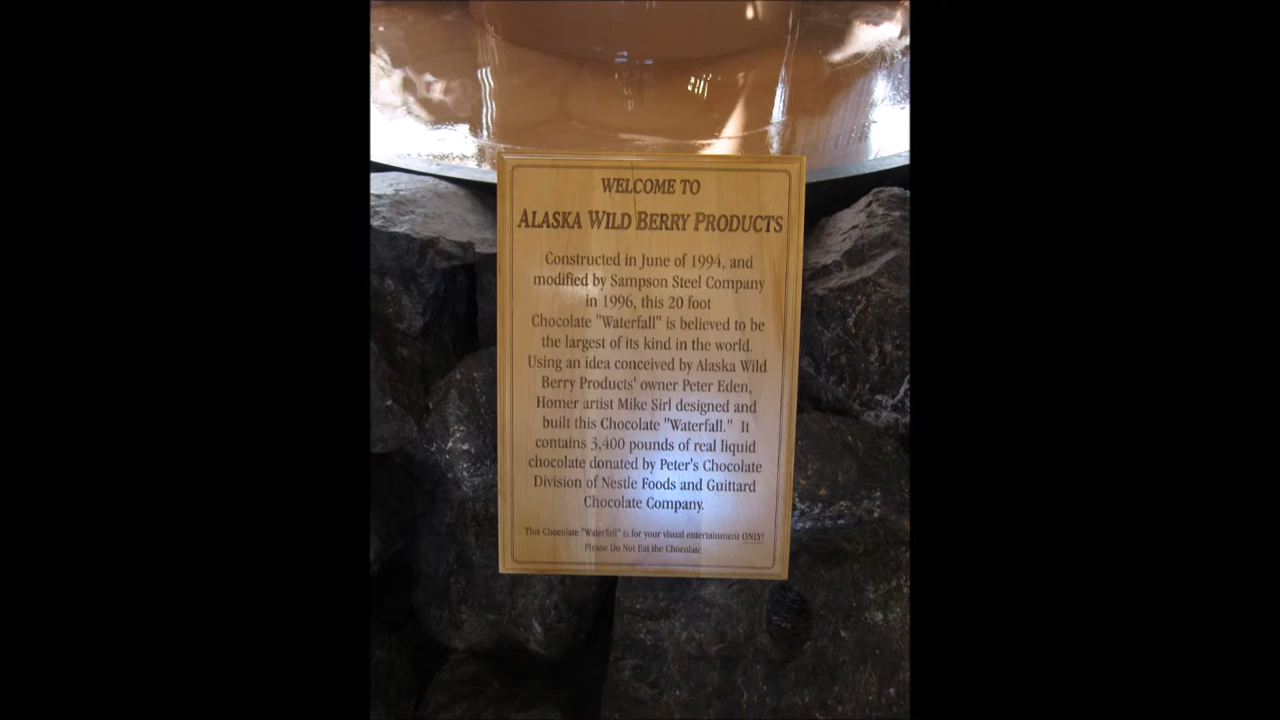 WELCOME TO
ALASKA WILD BERRY PRODUCTS
Constructed in June of 1994, and
modified by Sampson Steel Company
in 1996, this 20 foot
Chocolate "Waterfall" is believed to be
the largest of its kind in the world.
Using an idea conceived by Alaska Wild
Berry Products' owner Peter Eden,
Homer artist Mike Sirl designed and
built this Chocolate "Waterfall." It
contains 3,400 pounds of real liquid
chocolate donated by Peter's Chocolate
Division of Nestle Foods and Guittard
Chocolate Company.
This Chocolate "Waterfall" is for your visual entertainment ONLY!
Please Do Not Eat the Chocolate